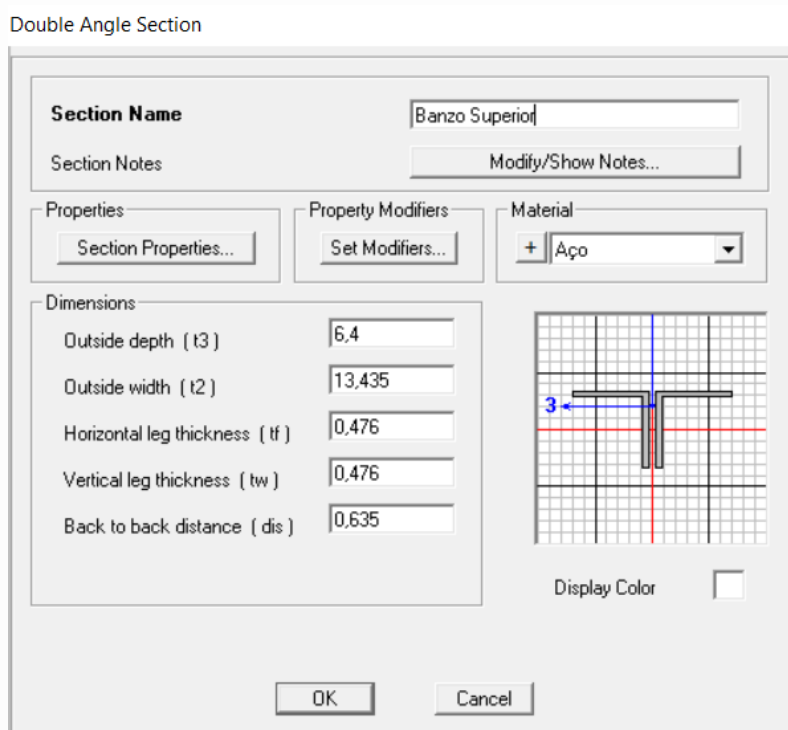 Double Angle Section
Section Name
Banzo Superior
Section Notes
Modify/Show Notes...
Properties
Section Properties...
Property Modifiers
Set Modifiers...
Material
+
Aço
Dimensions
Outside depth ( t3 )
6,4
Outside width ( t2 )
13,435
Horizontal leg thickness ( tf )
0,476
Vertical leg thickness ( tw )
0,476
Back to back distance ( dis )
0,635
3
Display Color
OK
Cancel